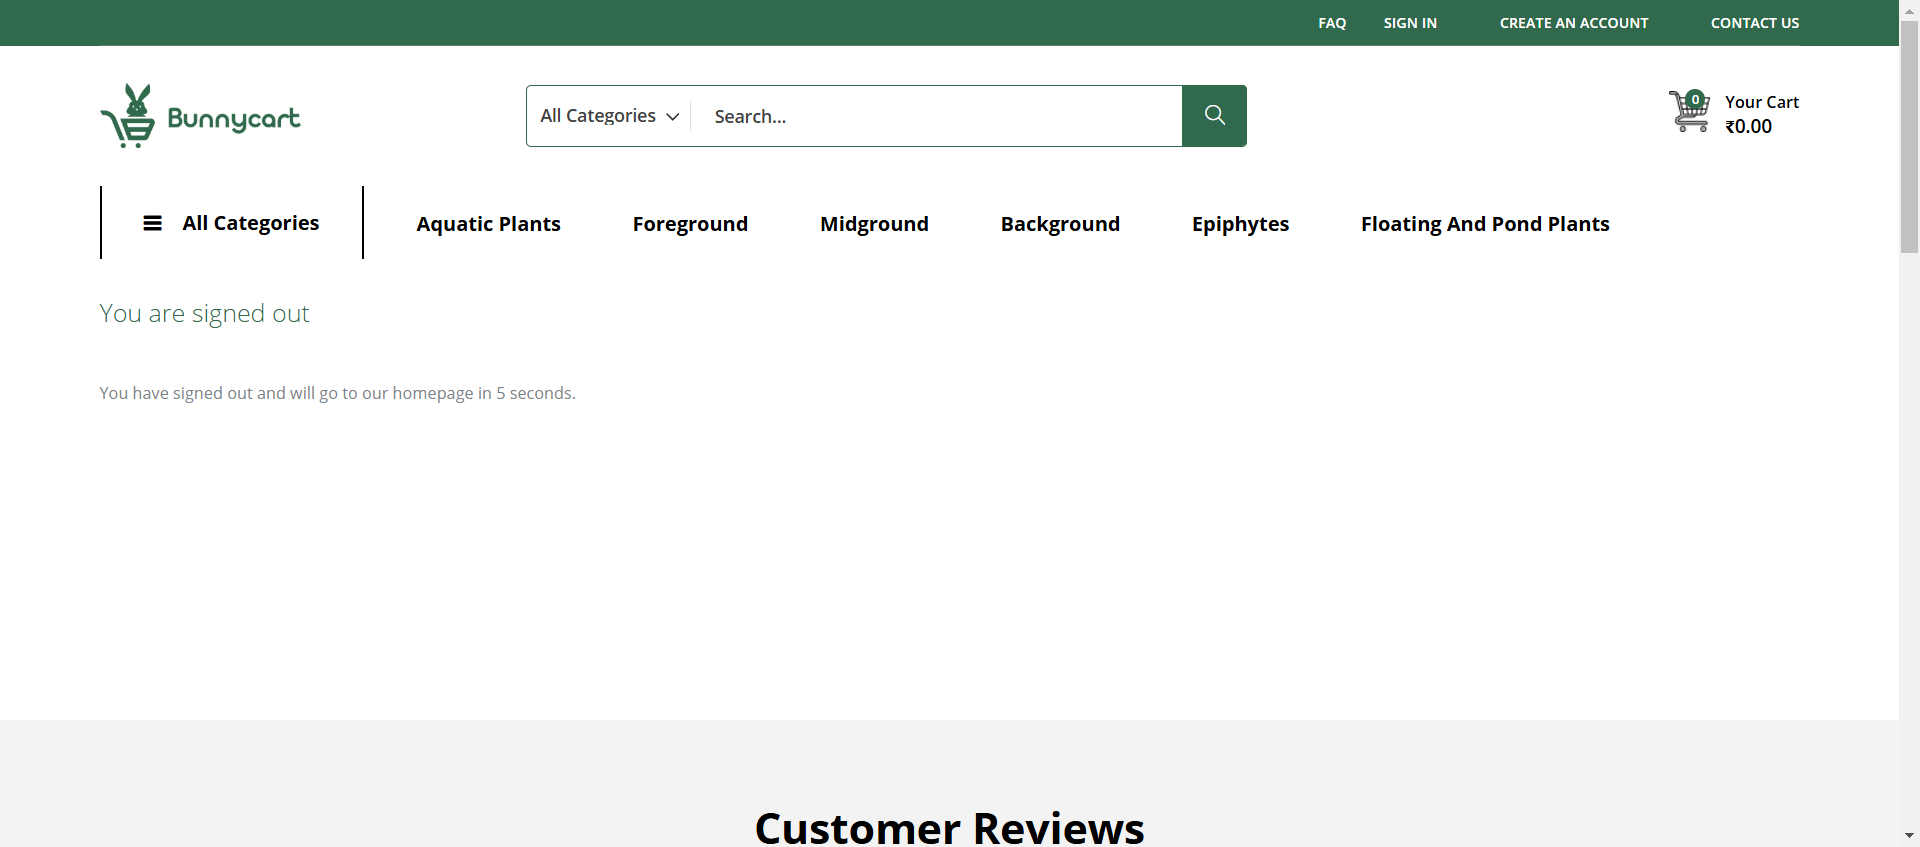 FAQ SIGN IN CREATE AN ACCOUNT CONTACT US
Bunnycart
All Categories Search...
0
Your Cart
₹0.00
All Categories Aquatic Plants Foreground Midground Background Epiphytes Floating And Pond Plants
You are signed out
You have signed out and will go to our homepage in 5 seconds.
Customer Reviews